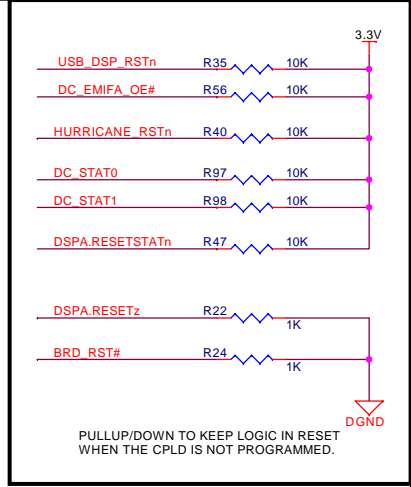 3.3V
USB_DSP_RSTn R35 10K
DC_EMIFA_OE# R56 10K
HURRICANE_RSTn R40 10K
DC_STAT0 R97 10K
DC_STAT1 R98 10K
DSPA.RESETSTATn R47 10K
DSPA.RESETz R22 1K
BRD_RST# R24 1K
DGND
PULLUP/DOWN TO KEEP LOGIC IN RESET
WHEN THE CPLD IS NOT PROGRAMMED.